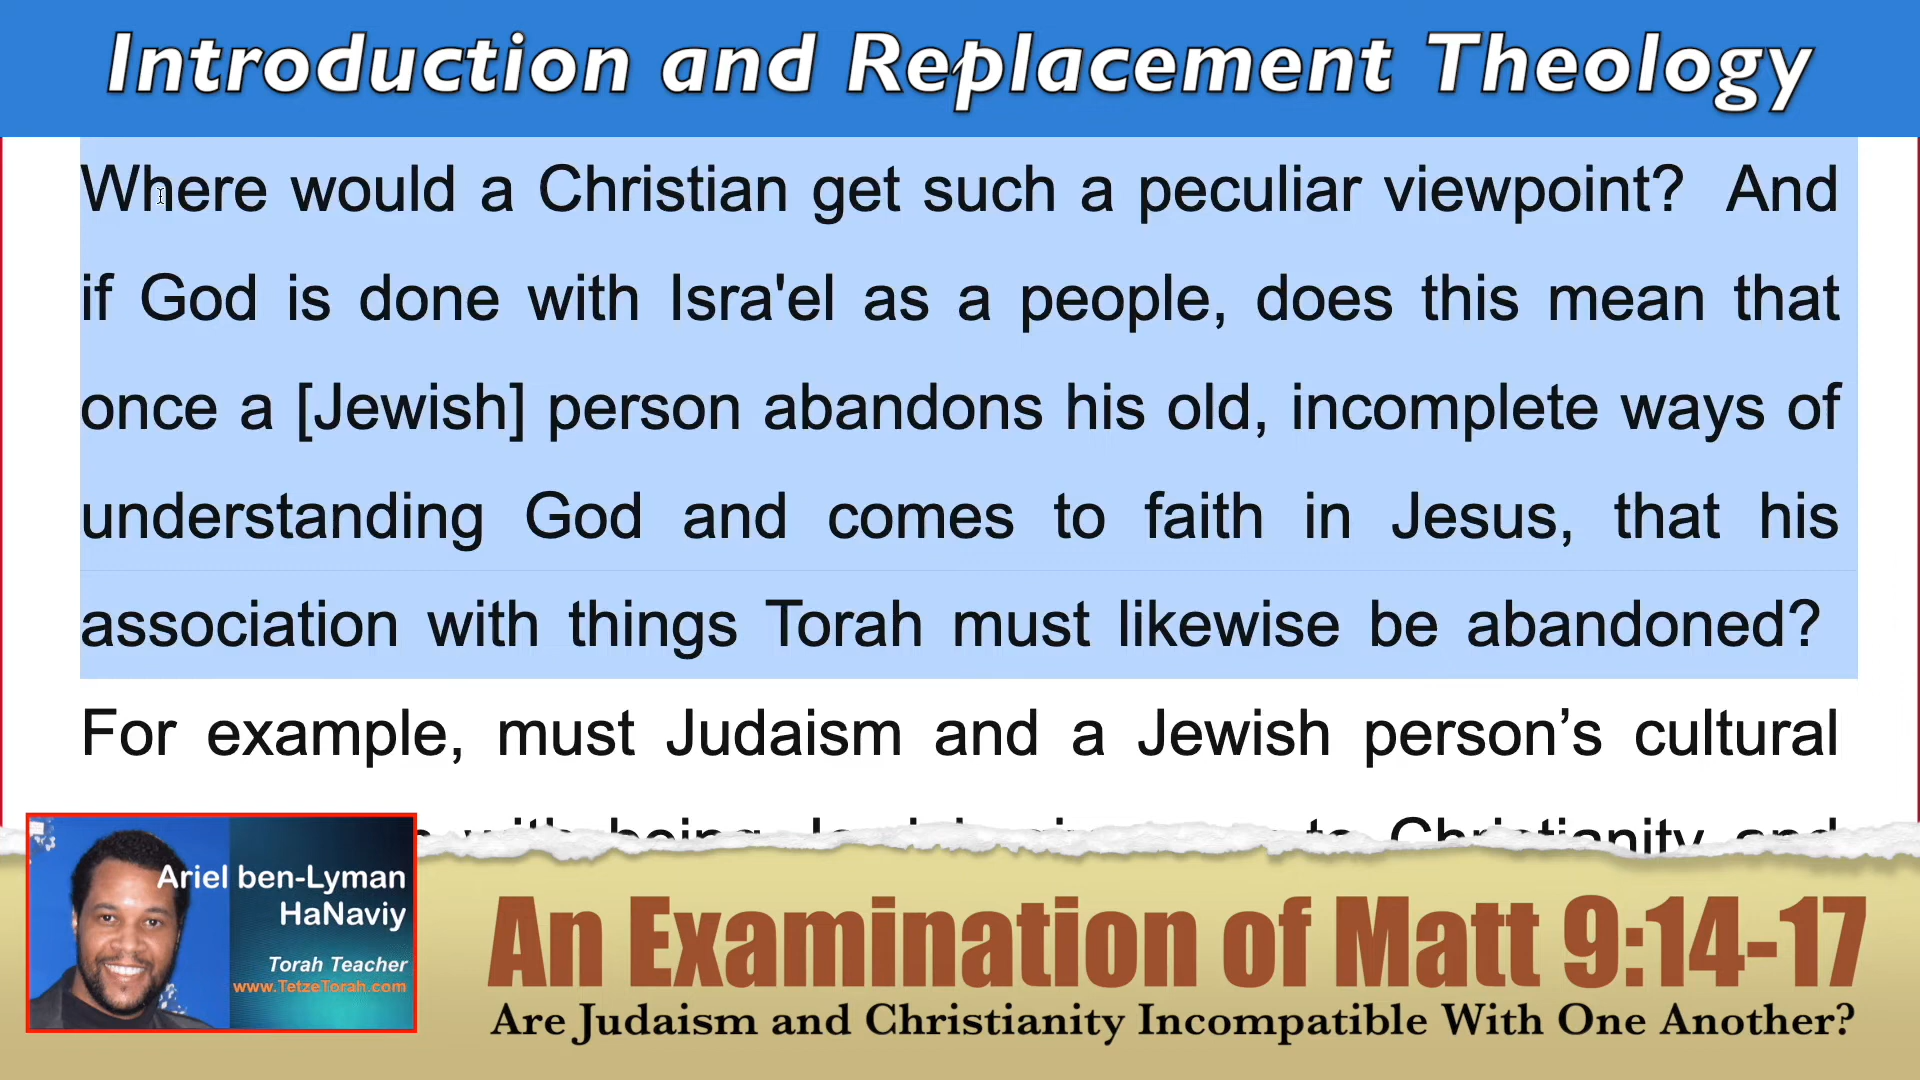 Introduction and Replacement Theology
Where would a Christian get such a peculiar viewpoint? And
if God is done with Isra'el as a people, does this mean that
once a [Jewish] person abandons his old, incomplete ways of
understanding God and comes to faith in Jesus, that his
association with things Torah must likewise be abandoned?
For example, must Judaism and a Jewish person’s cultural
with being Christianity and
Ariel ben-Lyman
HaNaviy
Torah Teacher
www.TetzeTorah.com
An Examination of Matt 9:14-17
Are Judaism and Christianity Incompatible With One Another?